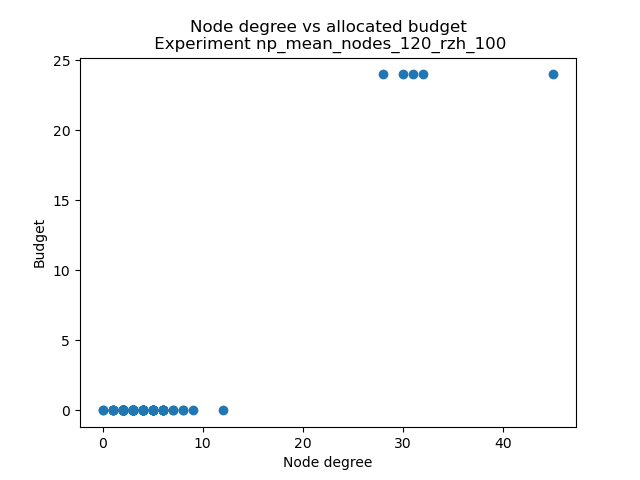 Node degree vs allocated budget
Experiment np_mean_nodes_120_rzh_100
25
20
15
10
5
0
Budget
0 10 20 30 40
Node degree